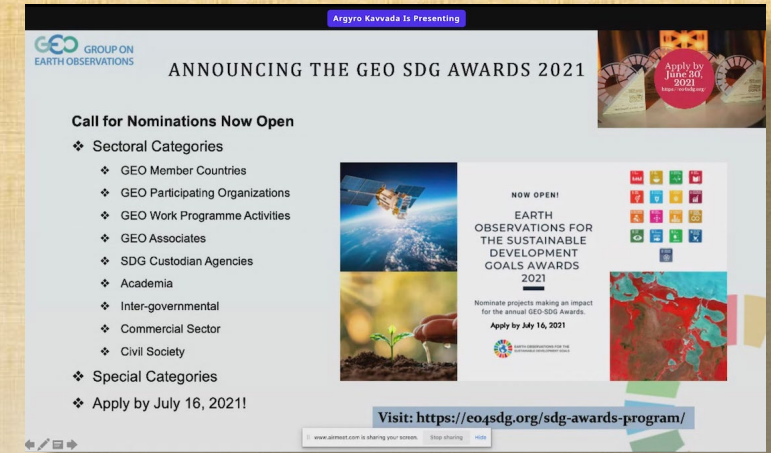 Argyro Kavvada Is Presenting
GEO GROUP ON
EARTH OBSERVATIONS
ANNOUNCING THE GEO SDG AWARDS 2021
Apply by
June 30,
2021
https://eo4sdg.org/
Call for Nominations Now Open
❖ Sectoral Categories
❖ GEO Member Countries
❖ GEO Participating Organizations
❖ GEO Work Programme Activities
❖ GEO Associates
❖ SDG Custodian Agencies
❖ Academia
❖ Inter-governmental
❖ Commercial Sector
❖ Civil Society
❖ Special Categories
❖ Apply by July 16, 2021!
NOW OPEN!
EARTH
OBSERVATIONS FOR
THE SUSTAINABLE
DEVELOPMENT
GOALS AWARDS
2021
Nominate projects making an impact
for the annual GEO-SDG Awards.
Apply by July 16, 2021
EARTH OBSERVATIONS FOR THE
SUSTAINABLE DEVELOPMENT GOALS
Visit: https://eo4sdg.org/sdg-awards-program/
www.airmeet.com is sharing your screen. Stop sharing Hide